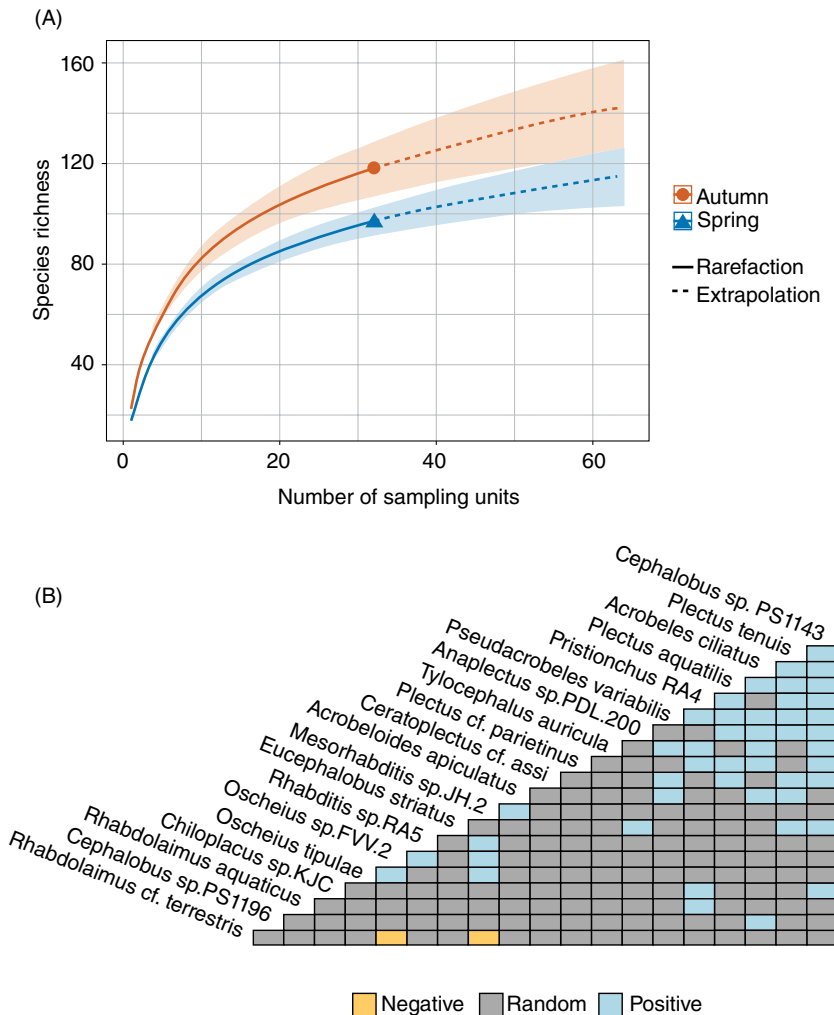 (A)
160
120
80
40
Species richness
0
20
40
60
Number of sampling units
Autumn
Spring
Rarefaction
Extrapolation
(B)
Cephalobus sp. PS1143
Plectus tenuis
Acrobeles ciliatus
Plectus aquatilis
Pristionchus RA4
Pseudacrobeles variabilis
Anaplectus sp.PDL.200
Tylocephalus auricula
Plectus cf. parietinus
Ceratoplectus cf. assi
Acrobeloides apiculatus
Mesorhabditis sp.JH.2
Eucephalobus striatus
Rhabditis sp.RA5
Oscheius sp.FVV.2
Oscheius tipulae
Chiloplacus sp.KJC
Rhabdolaimus aquaticus
Cephalobus sp.PS1196
Rhabdolaimus cf. terrestris
Negative
Random
Positive